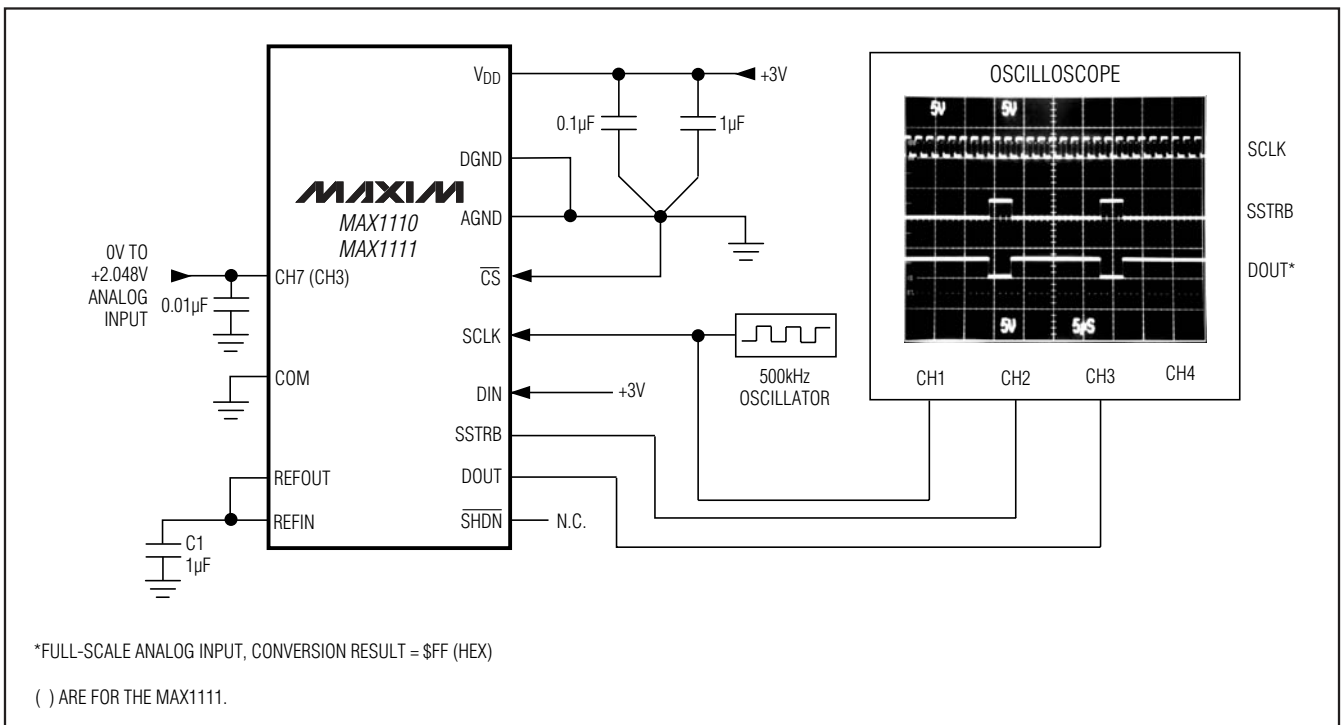 VDD
+3V
0.1µF
1µF
DGND
MAXIM
MAX1110
MAX1111
AGND
0V TO
+2.048V
ANALOG
INPUT
0.01µF
CH7 (CH3)
CS
SCLK
500kHz
OSCILLATOR
COM
DIN
+3V
SSTRB
REFOUT
DOUT
REFIN
SHDN
N.C.
C1
1µF
OSCILLOSCOPE
5V
5V
SCLK
SSTRB
DOUT*
5V
5µS
CH1
CH2
CH3
CH4
*FULL-SCALE ANALOG INPUT, CONVERSION RESULT = $FF (HEX)
( ) ARE FOR THE MAX1111.